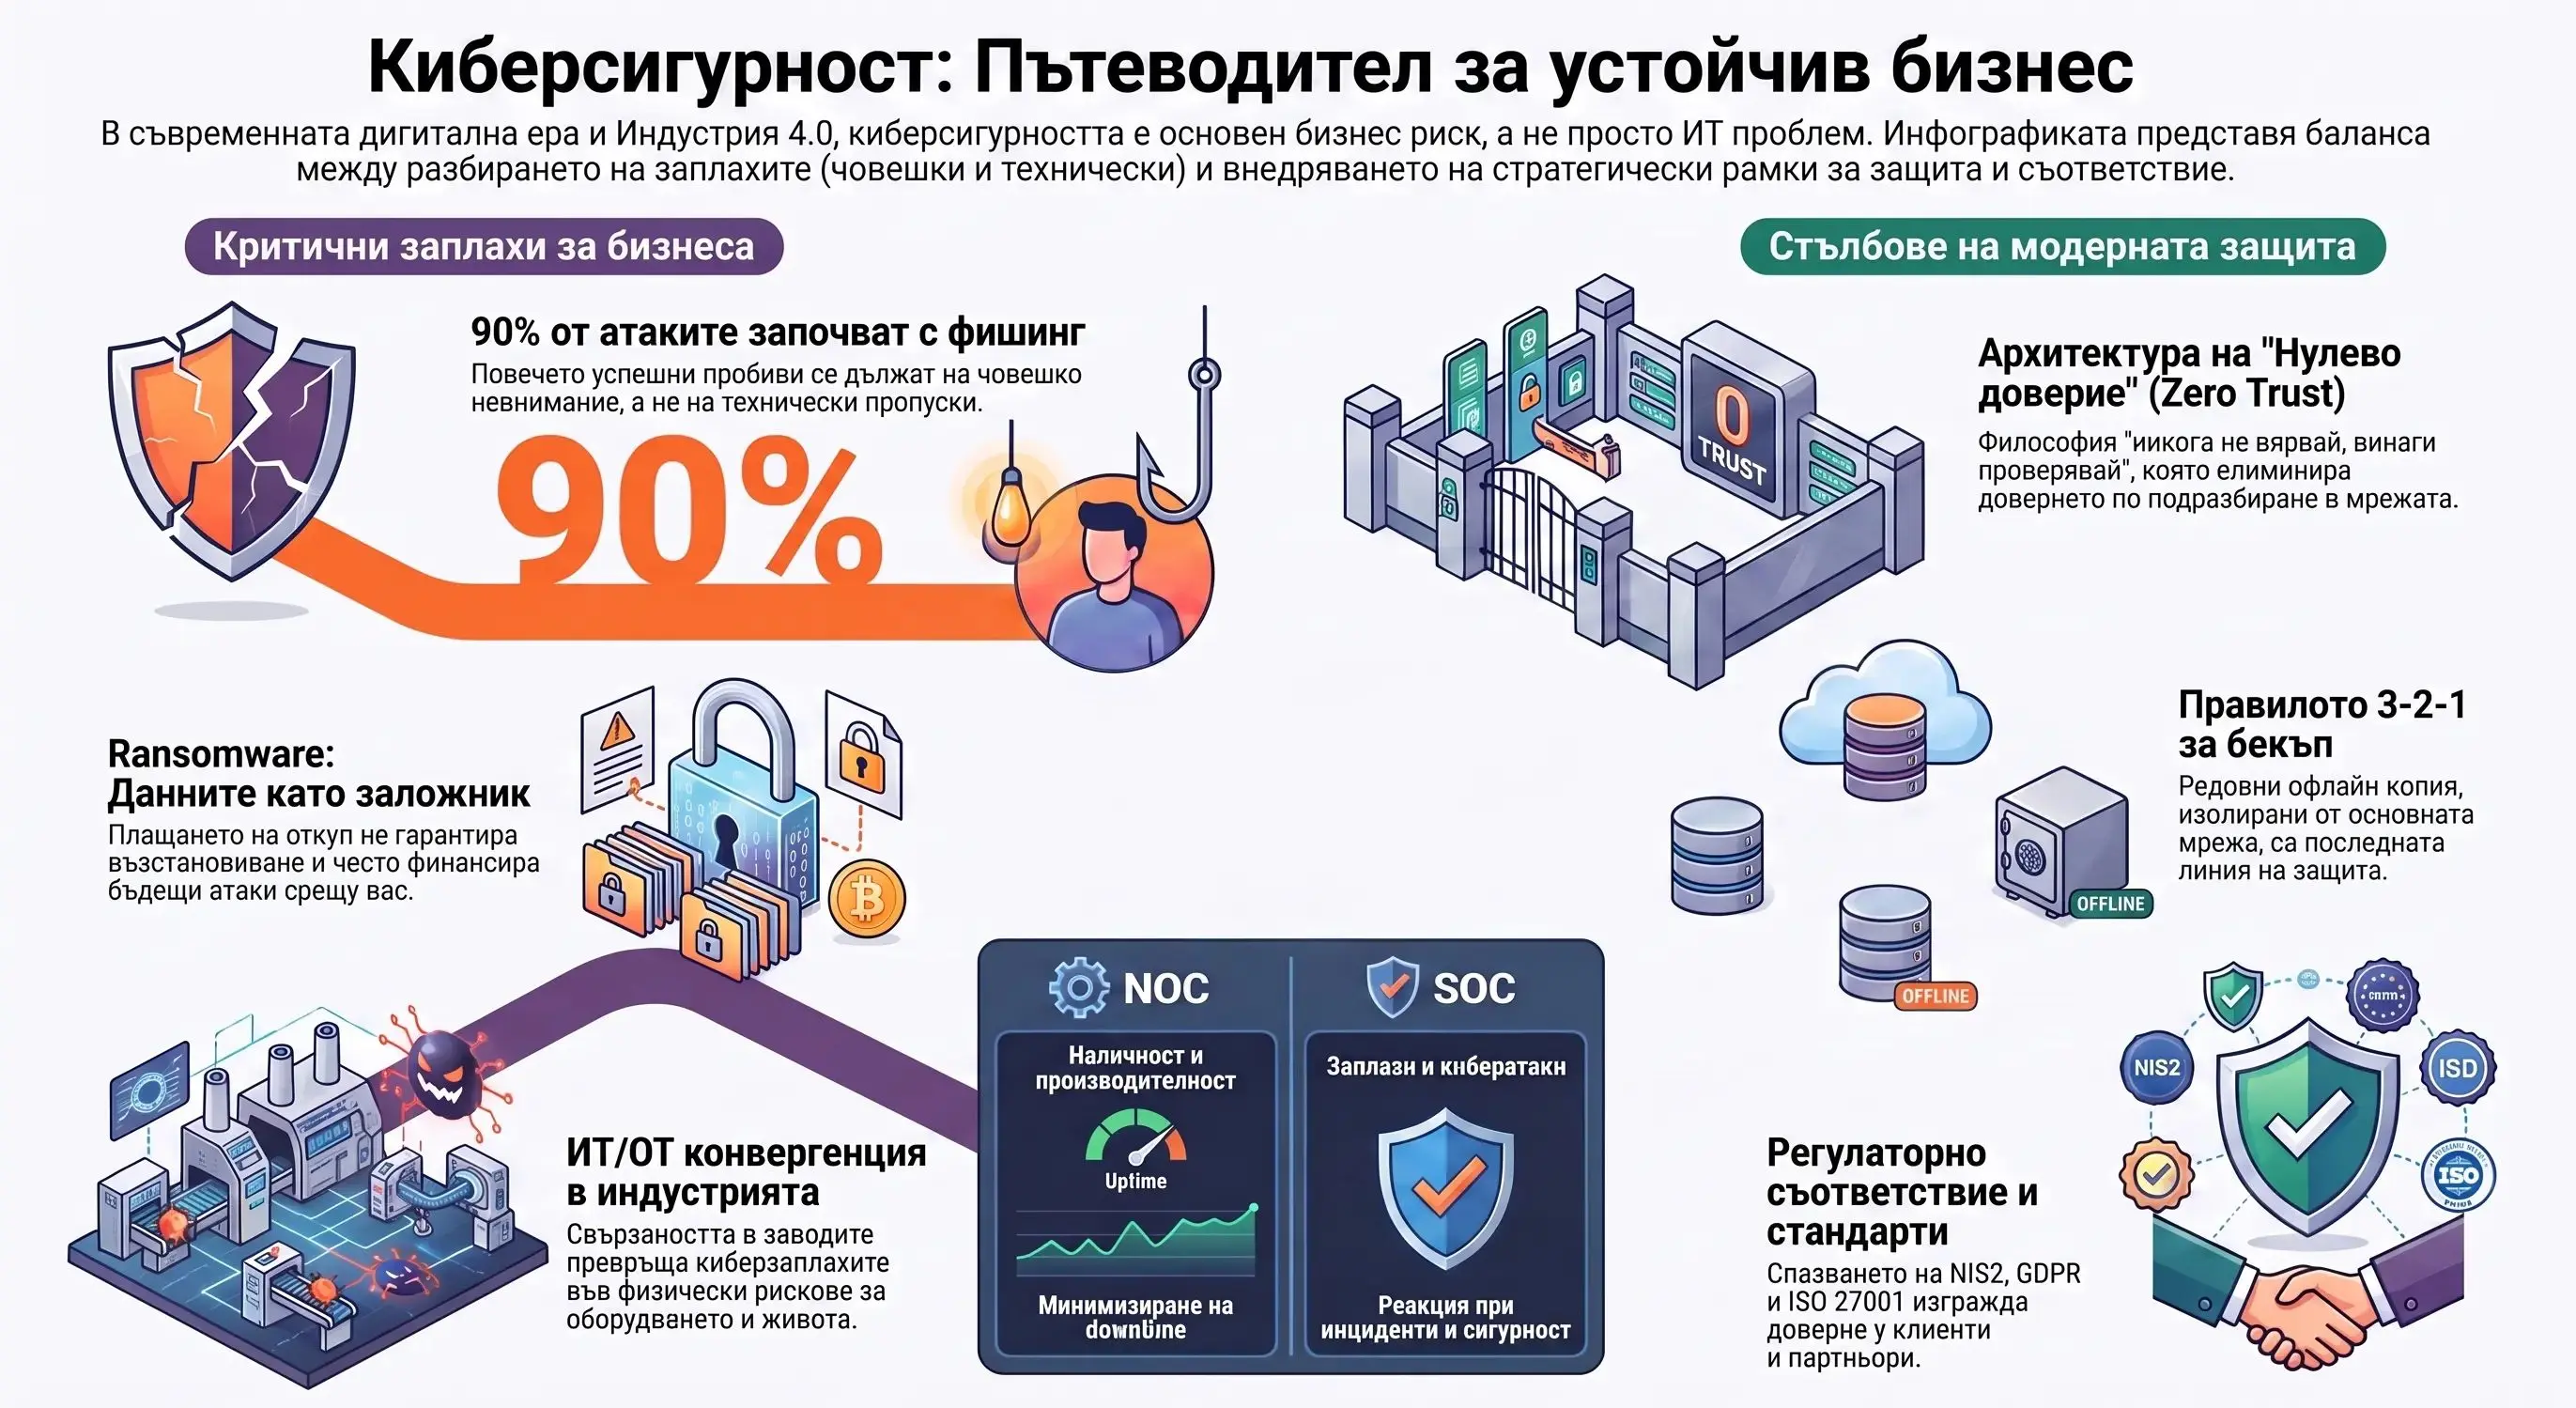 Киберсигурност: Пътеводител за устойчив бизнес
В съвременната дигитална ера и Индустрия 4.0, киберсигурността е основен бизнес риск, а не просто ИТ проблем. Инфографиката представя баланса
между разбирането на заплахите (човешки и технически) и внедряването на стратегически рамки за защита и съответствие.
Критични заплахи за бизнеса
90% от атаките започват с фишинг
Повечето успешни пробиви се дължат на човешко
невнимание, а не на технически пропуски.
90%
Ransomware:
Данните като заложник
Плащането на откуп не гарантира
възстановиване и често финансира
бъдещи атаки срещу вас.
ИТ/ОТ конвергенция
в индустрията
Свързаността в заводите
превръща киберзаплахите
във физически рискове за
оборудването и живота.
NOC
Наличност и
производителност
Uptime
Минимизиране на
downtime
SOC
Заплазн и кнбератакн
Реакция при
инциденти и сигурност
Стълбове на модерната защита
0
TRUST
Архитектура на "Нулево
доверие" (Zero Trust)
Философия "иикога не вярвай, винаги
проверявай", която елиминира
довернето по подразбиране в мрежата.
Правилото 3-2-1
за бекъп
Редовни офлайн копия,
изолирани от основната
мрежа, са последната
линия на защита.
OFFLINE
OFFLINE
Регулаторно
съответствие и
стандарти
Спазването на NIS2, GDPR
и ISO 27001 изгражда
доверне у клиенти
и партньори.
NIS2
ISD
ISO